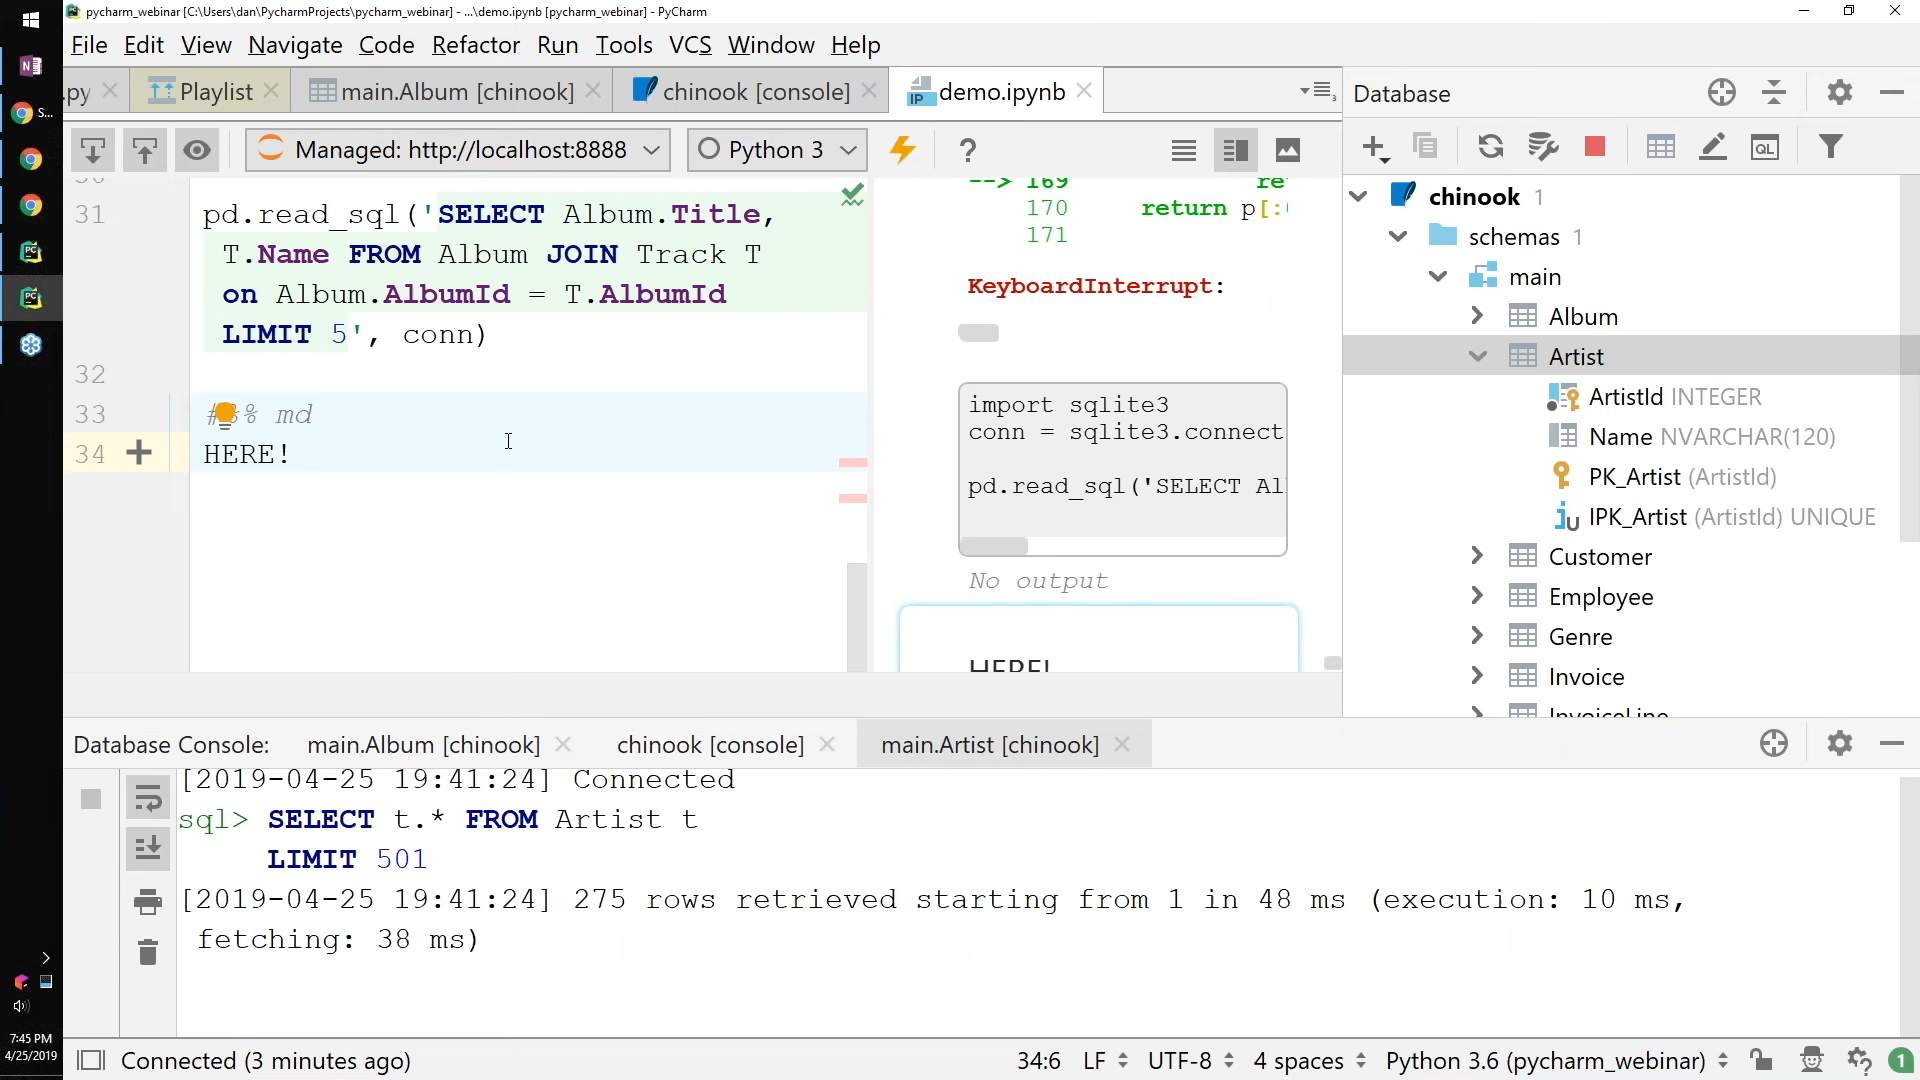 pycharm_webinar [C:\Users\dan\PycharmProjects\pycharm_webinar] - ...\demo.ipynb [pycharm_webinar] - PyCharm
File Edit View Navigate Code Refactor Run Tools VCS Window Help
.py Playlist main.Album [chinook] chinook [console] demo.ipynb
Managed: http://localhost:8888 Python 3 ?
31 pd.read_sql('SELECT Album.Title,
T.Name FROM Album JOIN Track T
on Album.AlbumId = T.AlbumId
LIMIT 5', conn)
32
33 #%% md
34 HERE!
--> 169 re
170 return p[:
171
KeyboardInterrupt:
import sqlite3
conn = sqlite3.connect
pd.read_sql('SELECT Al
No output
HERE!
Database
QL
chinook 1
schemas 1
main
Album
Artist
ArtistId INTEGER
Name NVARCHAR(120)
PK_Artist (ArtistId)
IPK_Artist (ArtistId) UNIQUE
Customer
Employee
Genre
Invoice
InvoiceLine
Database Console: main.Album [chinook] chinook [console] main.Artist [chinook]
[2019-04-25 19:41:24] Connected
sql> SELECT t.* FROM Artist t
LIMIT 501
[2019-04-25 19:41:24] 275 rows retrieved starting from 1 in 48 ms (execution: 10 ms,
fetching: 38 ms)
Connected (3 minutes ago) 34:6 LF UTF-8 4 spaces Python 3.6 (pycharm_webinar) 1
S...
7:45 PM
4/25/2019